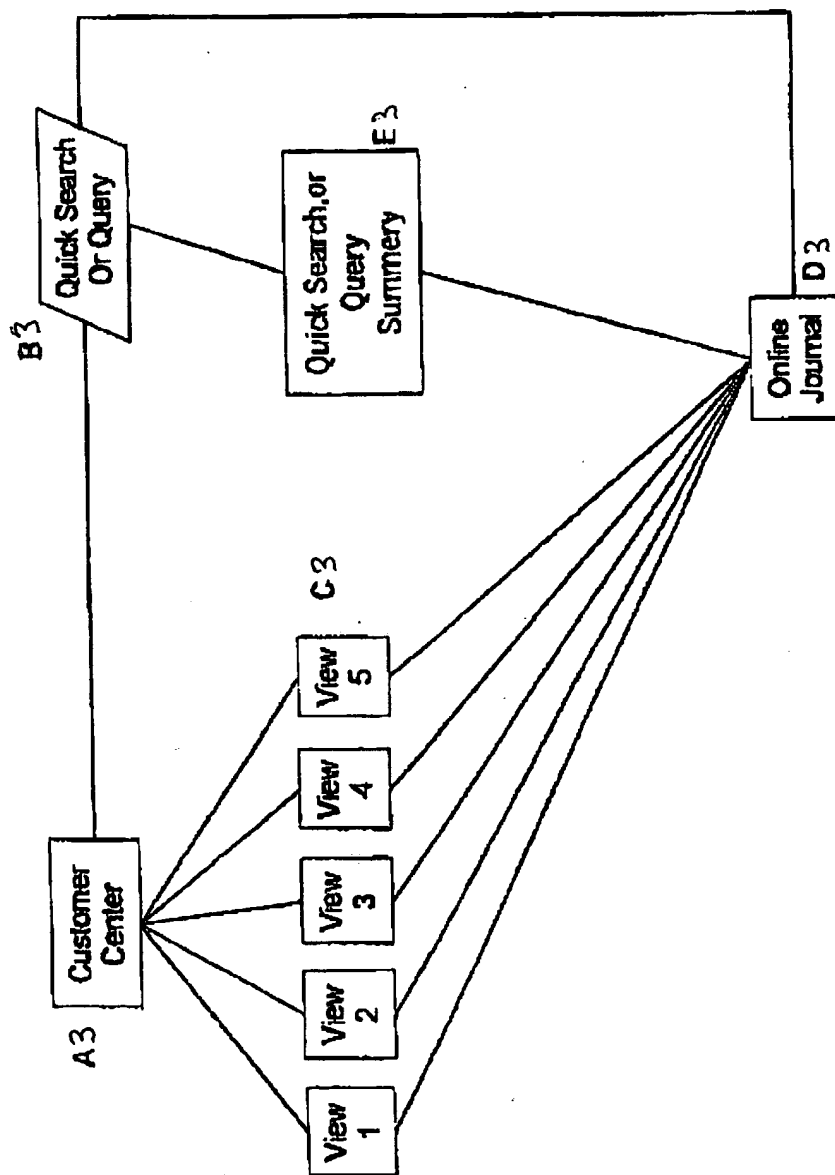 A3
Customer
Center
B3
Quick Search
Or Query
View
1
View
2
View
3
View
4
View
5
C3
Quick Search,or
Query
Summery
E3
Online
Journal
D3